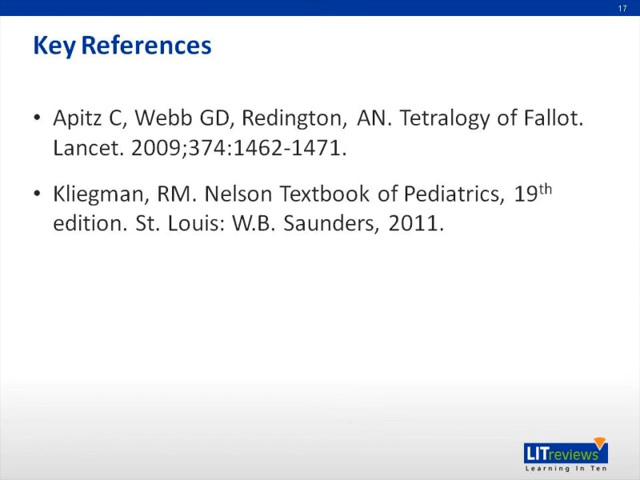 17
Key References
• Apitz C, Webb GD, Redington, AN. Tetralogy of Fallot.
Lancet. 2009;374:1462-1471.
• Kliegman, RM. Nelson Textbook of Pediatrics, 19th
edition. St. Louis: W.B. Saunders, 2011.
LITreviews
Learning In Ten